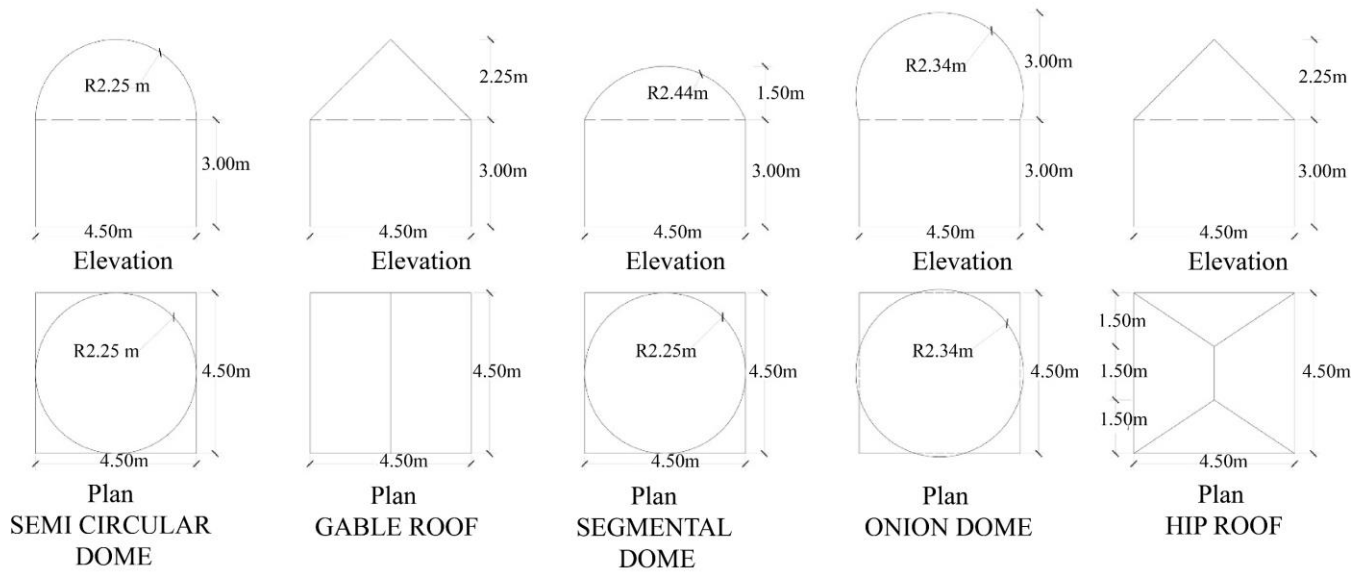 R2.25 m
3.00m
4.50m
Elevation
R2.25 m
4.50m
4.50m
Plan
SEMI CIRCULAR
DOME
2.25m
3.00m
4.50m
Elevation
4.50m
4.50m
Plan
GABLE ROOF
R2.44m
1.50m
3.00m
4.50m
Elevation
R2.25m
4.50m
4.50m
Plan
SEGMENTAL
DOME
R2.34m
3.00m
3.00m
4.50m
Elevation
R2.34m
4.50m
Plan
ONION DOME
2.25m
3.00m
4.50m
Elevation
1.50m
1.50m
1.50m
4.50m
4.50m
Plan
HIP ROOF